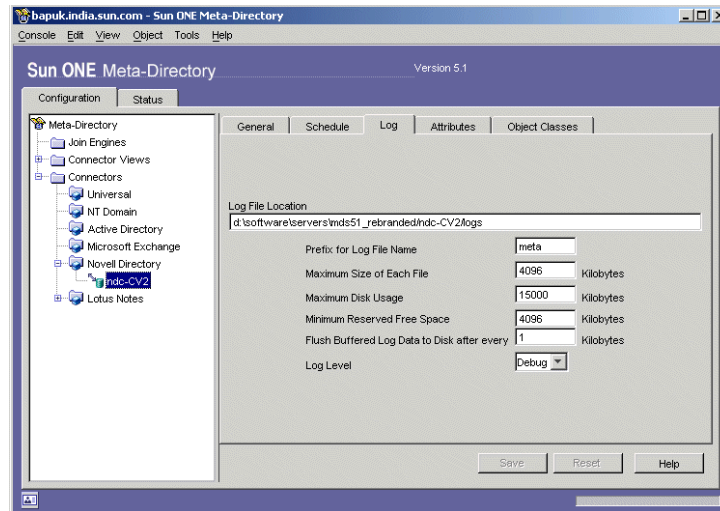 bapuk.india.sun.com - Sun ONE Meta-Directory
Console Edit View Object Tools Help
Sun ONE Meta-Directory
Version 5.1
Configuration Status
Meta-Directory
Join Engines
Connector Views
Connectors
Universal
NT Domain
Active Directory
Microsoft Exchange
Novell Directory
ndc-CV2
Lotus Notes
General Schedule Log Attributes Object Classes
Log File Location
d:\software\servers\mds51_rebranded/ndc-CV2/logs
Prefix for Log File Name meta
Maximum Size of Each File 4096 Kilobytes
Maximum Disk Usage 15000 Kilobytes
Minimum Reserved Free Space 4096 Kilobytes
Flush Buffered Log Data to Disk after every 1 Kilobytes
Log Level Debug
Save Reset Help